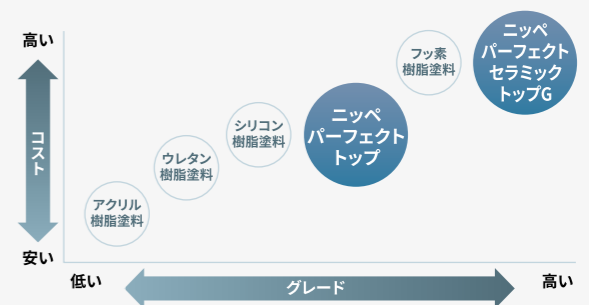 高い
コスト
安い
アクリル
樹脂塗料
ウレタン
樹脂塗料
シリコン
樹脂塗料
ニッペ
パーフェクト
トップ
フッ素
樹脂塗料
ニッペ
パーフェクト
セラミック
トップG
低い
グレード
高い